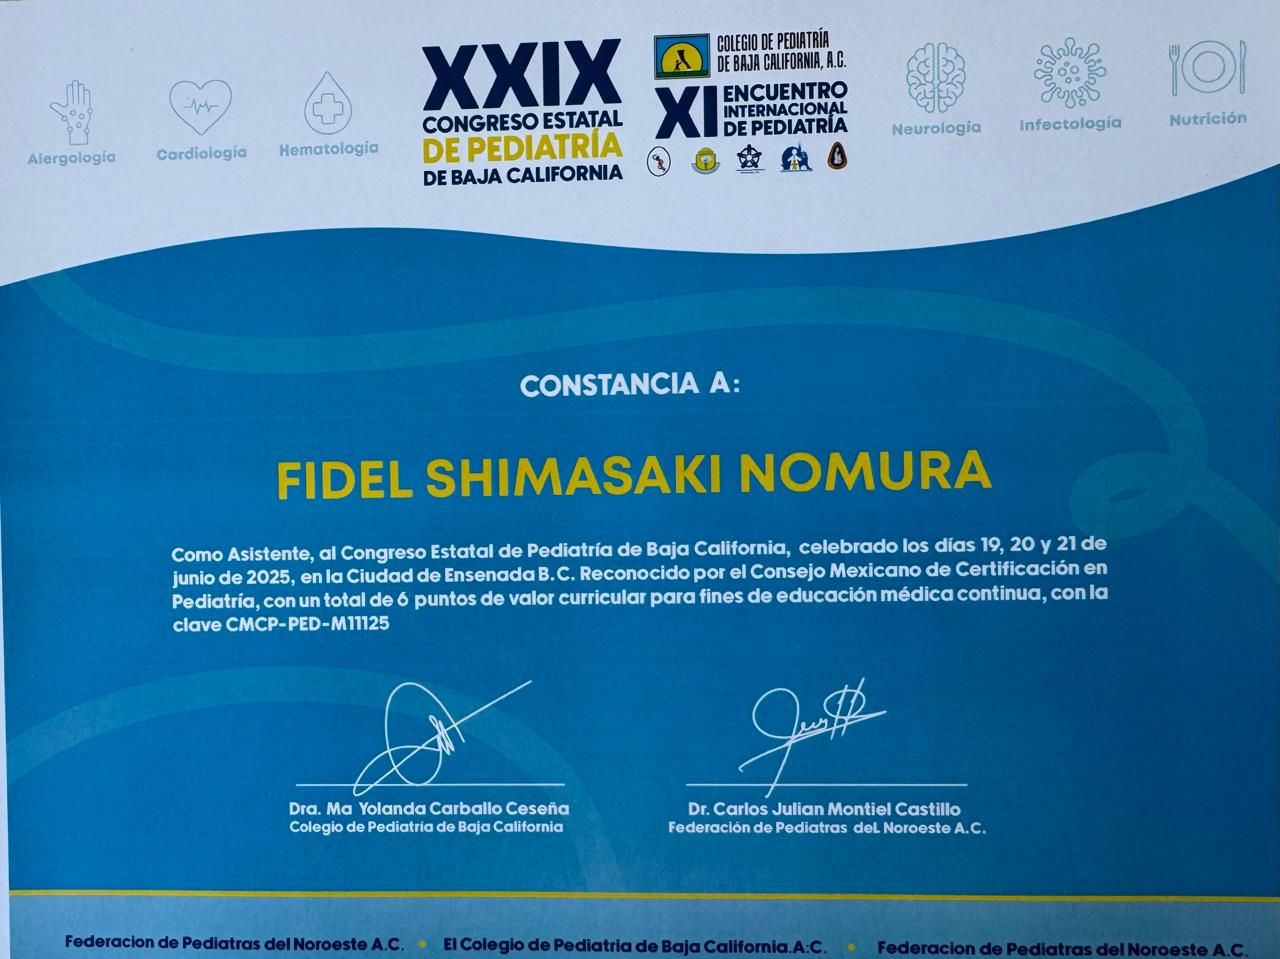 XXIX
CONGRESO ESTATAL
DE PEDIATRÍA
DE BAJA CALIFORNIA
COLEGIO DE PEDIATRÍA
DE BAJA CALIFORNIA, A.C.
XI ENCUENTRO
INTERNACIONAL
DE PEDIATRÍA
Alergología
Cardiología
Hematología
Neurología
Infectología
Nutrición
CONSTANCIA A:
FIDEL SHIMASAKI NOMURA
Como Asistente, al Congreso Estatal de Pediatría de Baja California, celebrado los días 19, 20 y 21 de
junio de 2025, en la Ciudad de Ensenada B.C. Reconocido por el Consejo Mexicano de Certificación en
Pediatría, con un total de 6 puntos de valor curricular para fines de educación médica continua, con la
clave CMCP-PED-M11125
Dra. Ma Yolanda Carballo Ceseña
Colegio de Pediatría de Baja California
Dr. Carlos Julian Montiel Castillo
Federación de Pediatras deL Noroeste A.C.
Federacion de Pediatras del Noroeste A.C. • El Colegio de Pediatria de Baja California.A:C. • Federacion de Pediatras del Noroeste A.C.